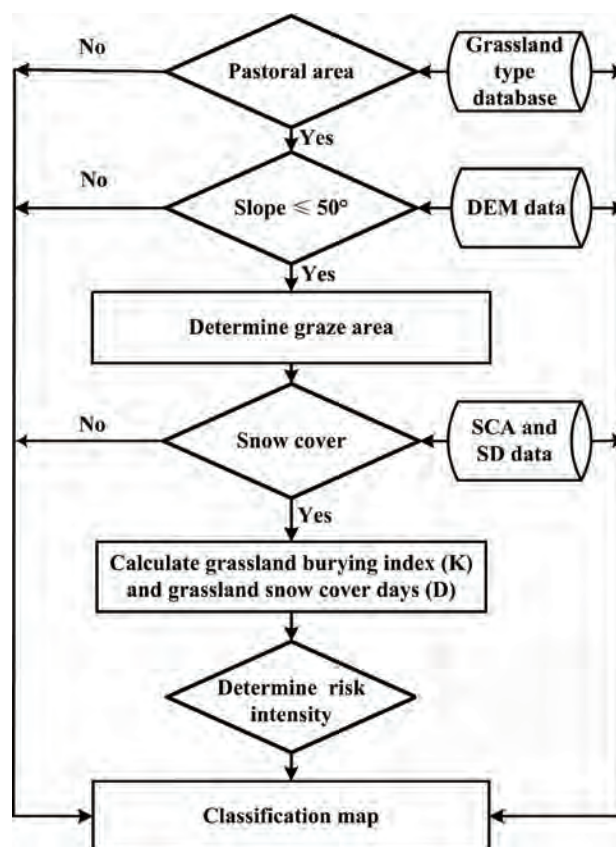 No
Pastoral area
Grassland
type
database
Yes
No
Slope ≤ 50°
DEM data
Yes
Determine graze area
No
Snow cover
SCA and
SD data
Yes
Calculate grassland burying index (K)
and grassland snow cover days (D)
Determine risk
intensity
Classification map